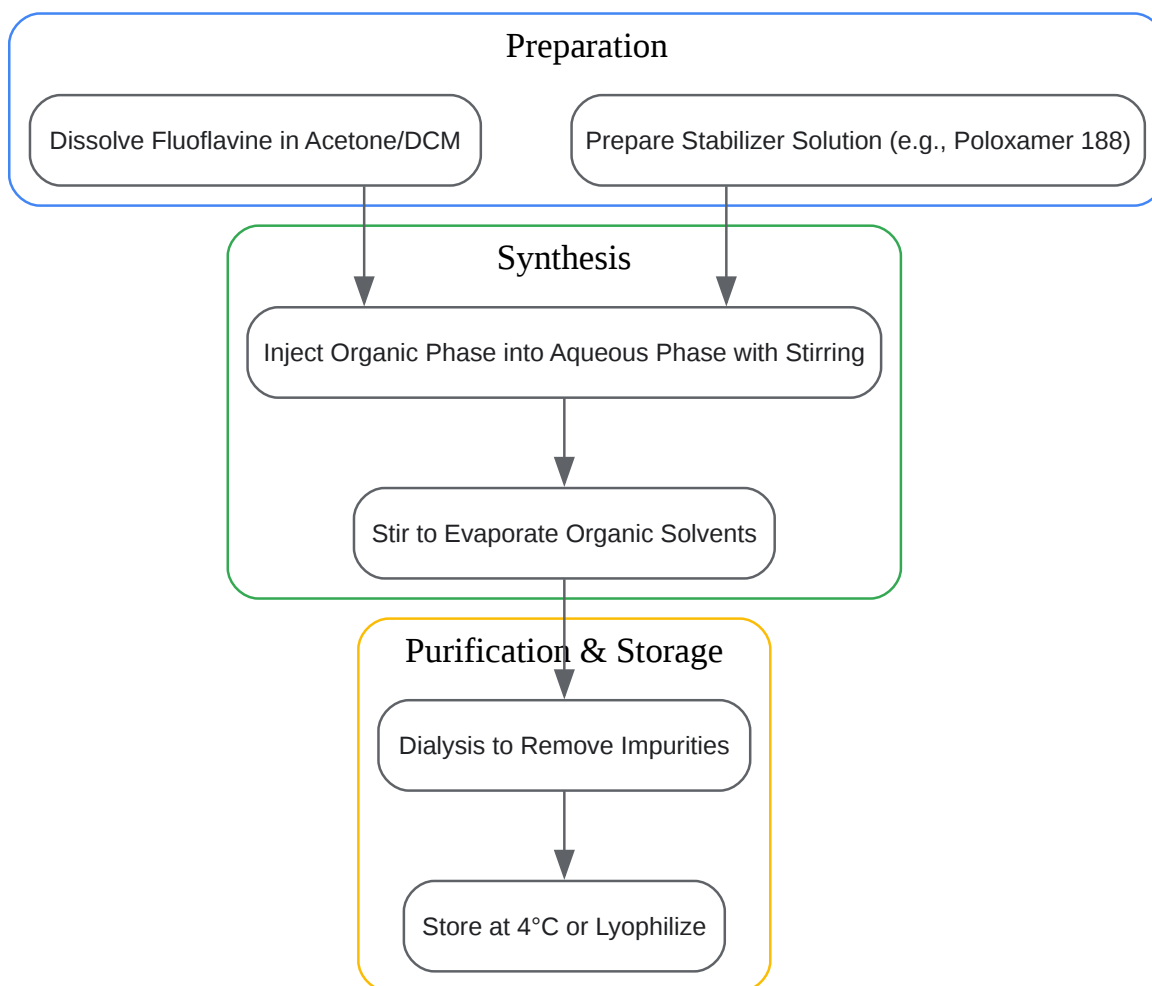 Preparation
Dissolve Fluoflavine in Acetone/DCM
Prepare Stabilizer Solution (e.g., Poloxamer 188)
Synthesis
Inject Organic Phase into Aqueous Phase with Stirring
Stir to Evaporate Organic Solvents
Purification & Storage
Dialysis to Remove Impurities
Store at 4°C or Lyophilize